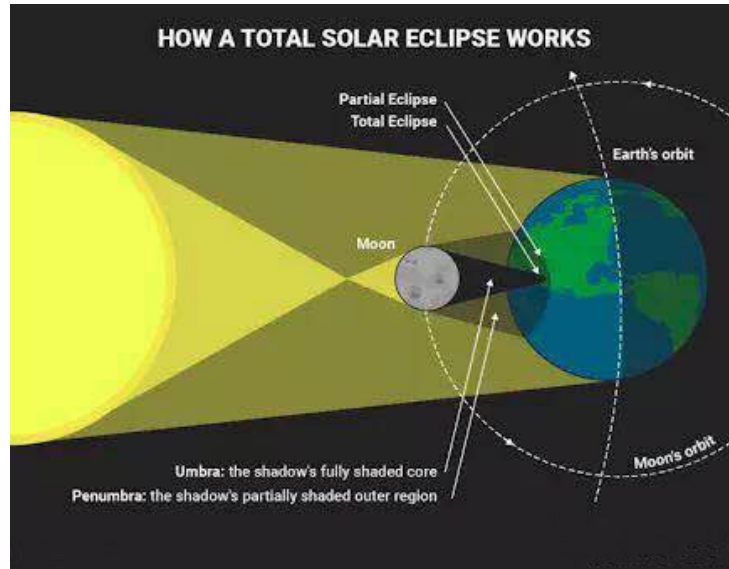 HOW A TOTAL SOLAR ECLIPSE WORKS
Partial Eclipse
Total Eclipse
Earth's orbit
Moon
Moon's orbit
Umbra: the shadow's fully shaded core
Penumbra: the shadow's partially shaded outer region